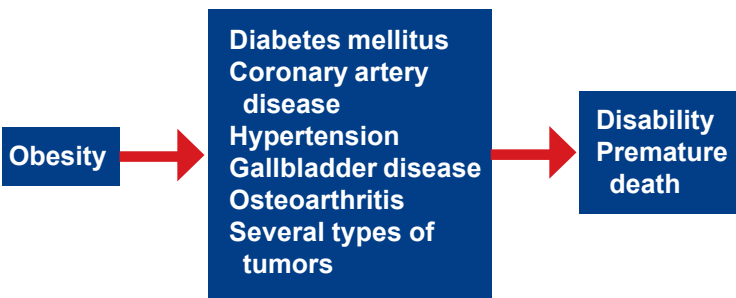 Obesity
Diabetes mellitus
Coronary artery
disease
Hypertension
Gallbladder disease
Osteoarthritis
Several types of
tumors
Disability
Premature
death